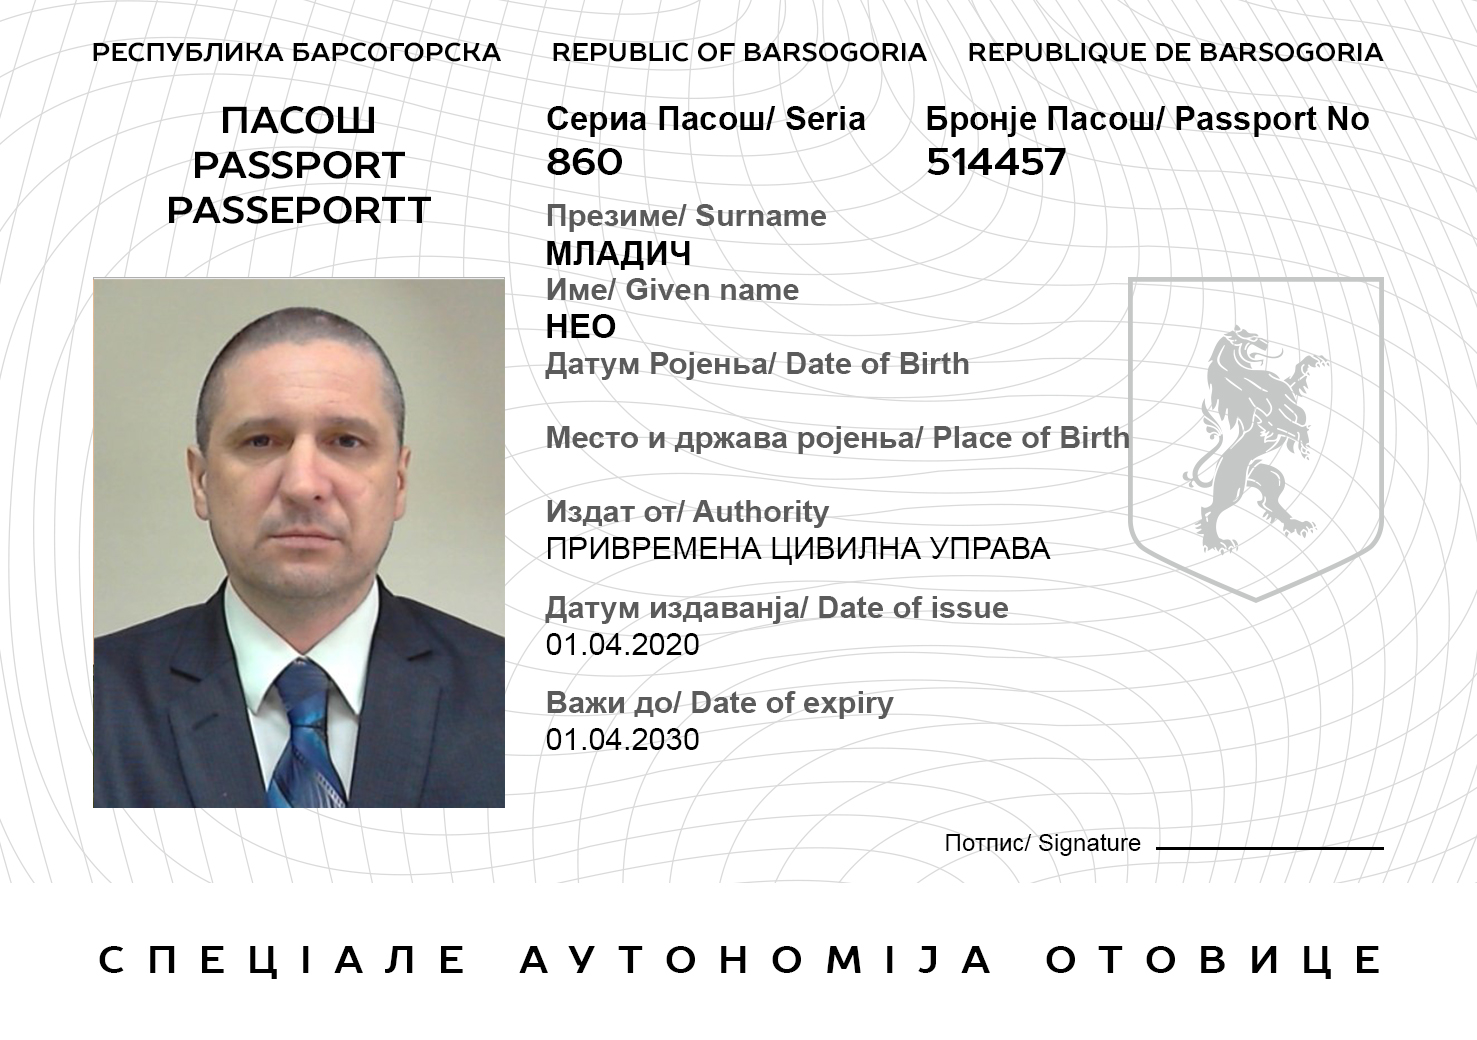 РЕСПУБЛИКА БАРСОГОРСКА REPUBLIC OF BARSOGORIA REPUBLIQUE DE BARSOGORIA
ПАСОШ
PASSPORT
PASSEPORTT
Сериа Пасош/ Seria Бронје Пасош/ Passport No
860 514457
Презиме/ Surname
МЛАДИЧ
Име/ Given name
НЕО
ДатумРојеньа/ Date of Birth
Место и држава ројеньа/ Place of Birth
Издат от/ Authority
ПРИВРЕМЕНА ЦИВИЛНА УПРАВА
Датум издаванја/ Date of issue
01.04.2020
Важи до/ Date of expiry
01.04.2030
Потпис/ Signature
СПЕЦІАЛЕ АУТОНОМІЈА ОТОВИЦЕ